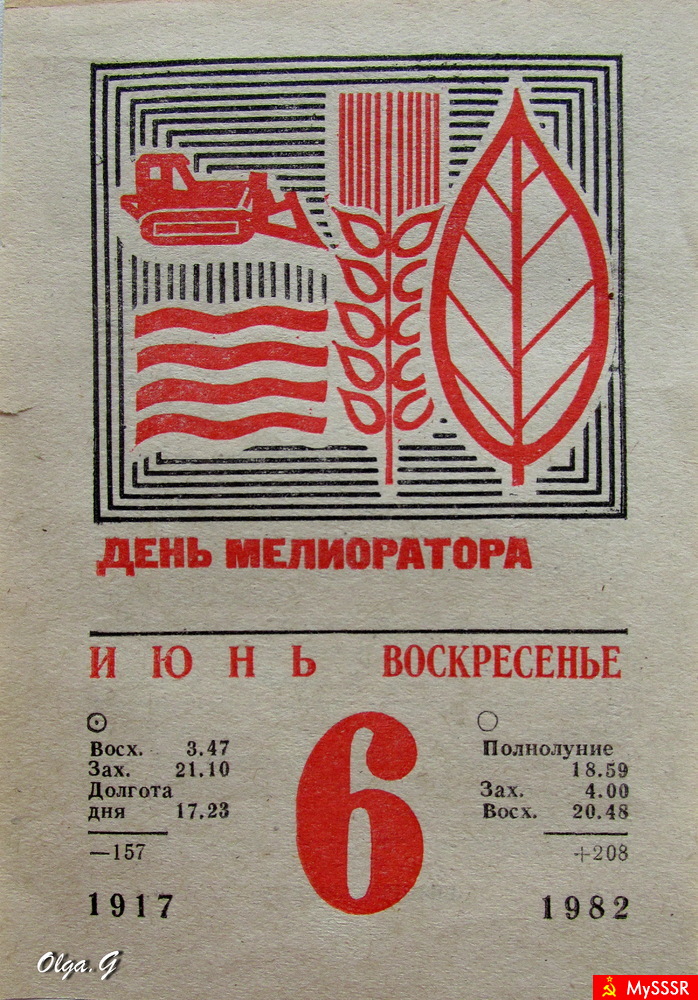 ДЕНЬ МЕЛИОРАТОРА
ИЮНЬ ВОСКРЕСЕНЬЕ
Восх. 3.47
Зах. 21.10
Долгота
дня 17.23
—157
1917
6
Полнолуние
18.59
Зах. 4.00
Восх. 20.48
+208
1982
Olga.G
MySSSR